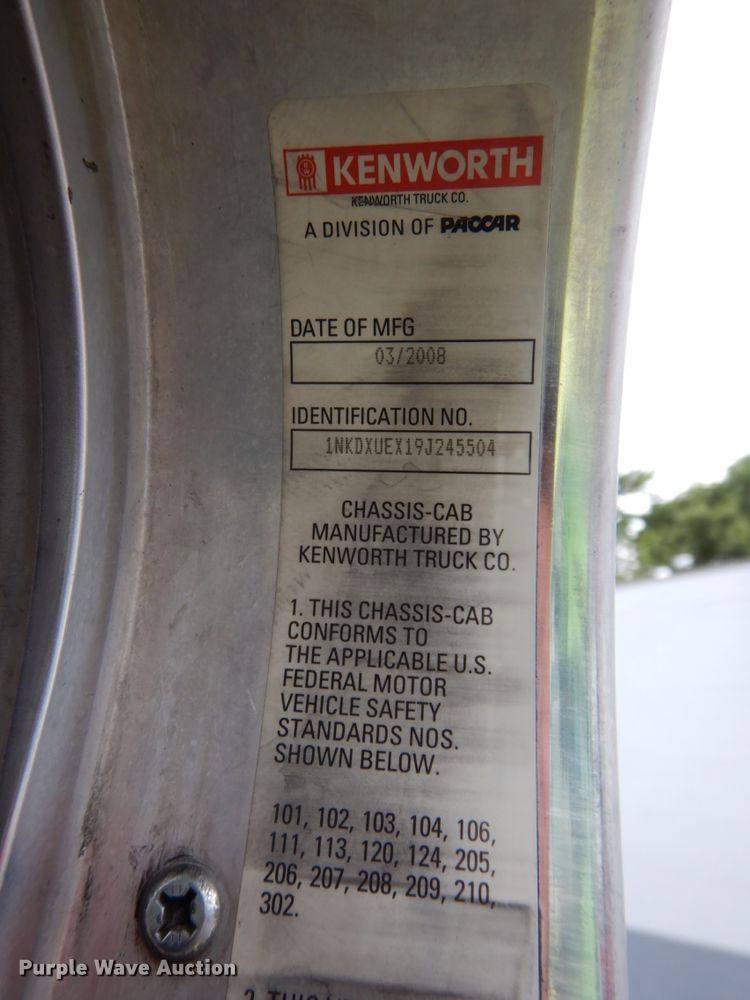 KENWORTH
KENWORTH TRUCK CO.
A DIVISION OF PACCAR
DATE OF MFG
03/2008
IDENTIFICATION NO.
1NKDXUEX19J245504
CHASSIS-CAB
MANUFACTURED BY
KENWORTH TRUCK CO.
1. THIS CHASSIS-CAB
CONFORMS TO
THE APPLICABLE U.S.
FEDERAL MOTOR
VEHICLE SAFETY
STANDARDS NOS.
SHOWN BELOW.
101, 102, 103, 104, 106,
111, 113, 120, 124, 205,
206, 207, 208, 209, 210,
302.
2. THIS
Purple Wave Auction